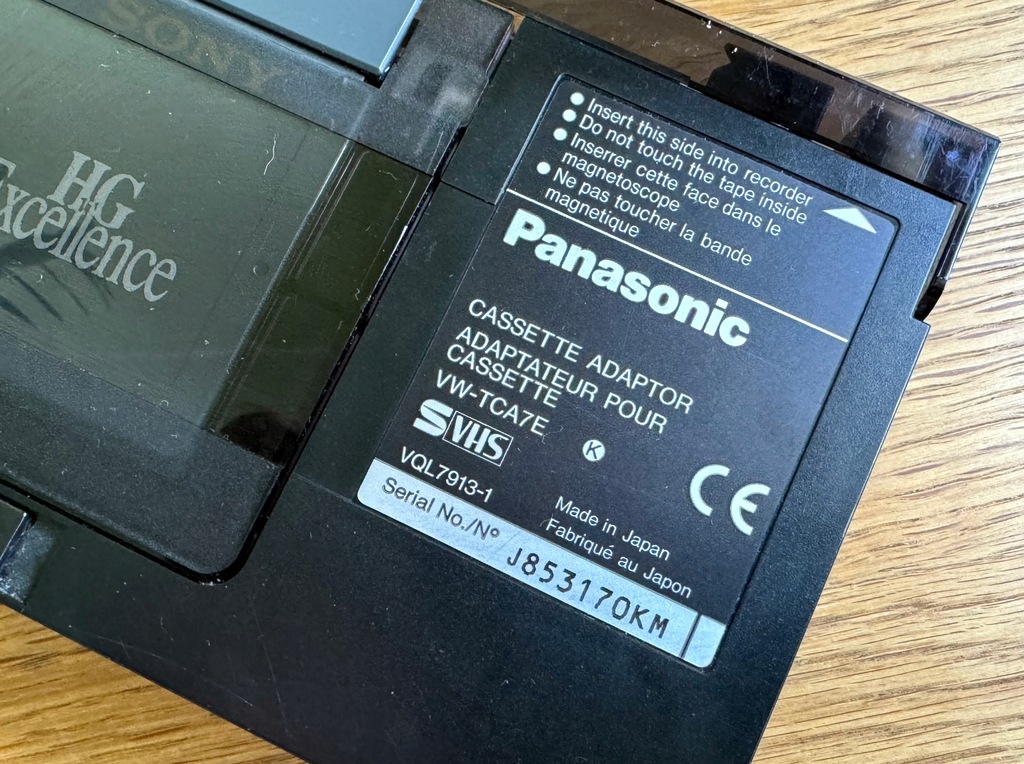 SONY
HG
Excellence
Insert this side into recorder
Do not touch the tape inside
Inserrer cette face dans le
magnetoscope
Ne pas toucher la bande
magnetique
Panasonic
CASSETTE ADAPTOR
ADAPTATEUR POUR
CASSETTE
VW-TCA7E
S VHS
K
VQL7913-1
CE
Made in Japan
Fabriqué au Japon
Serial No./Nº
J853170KM